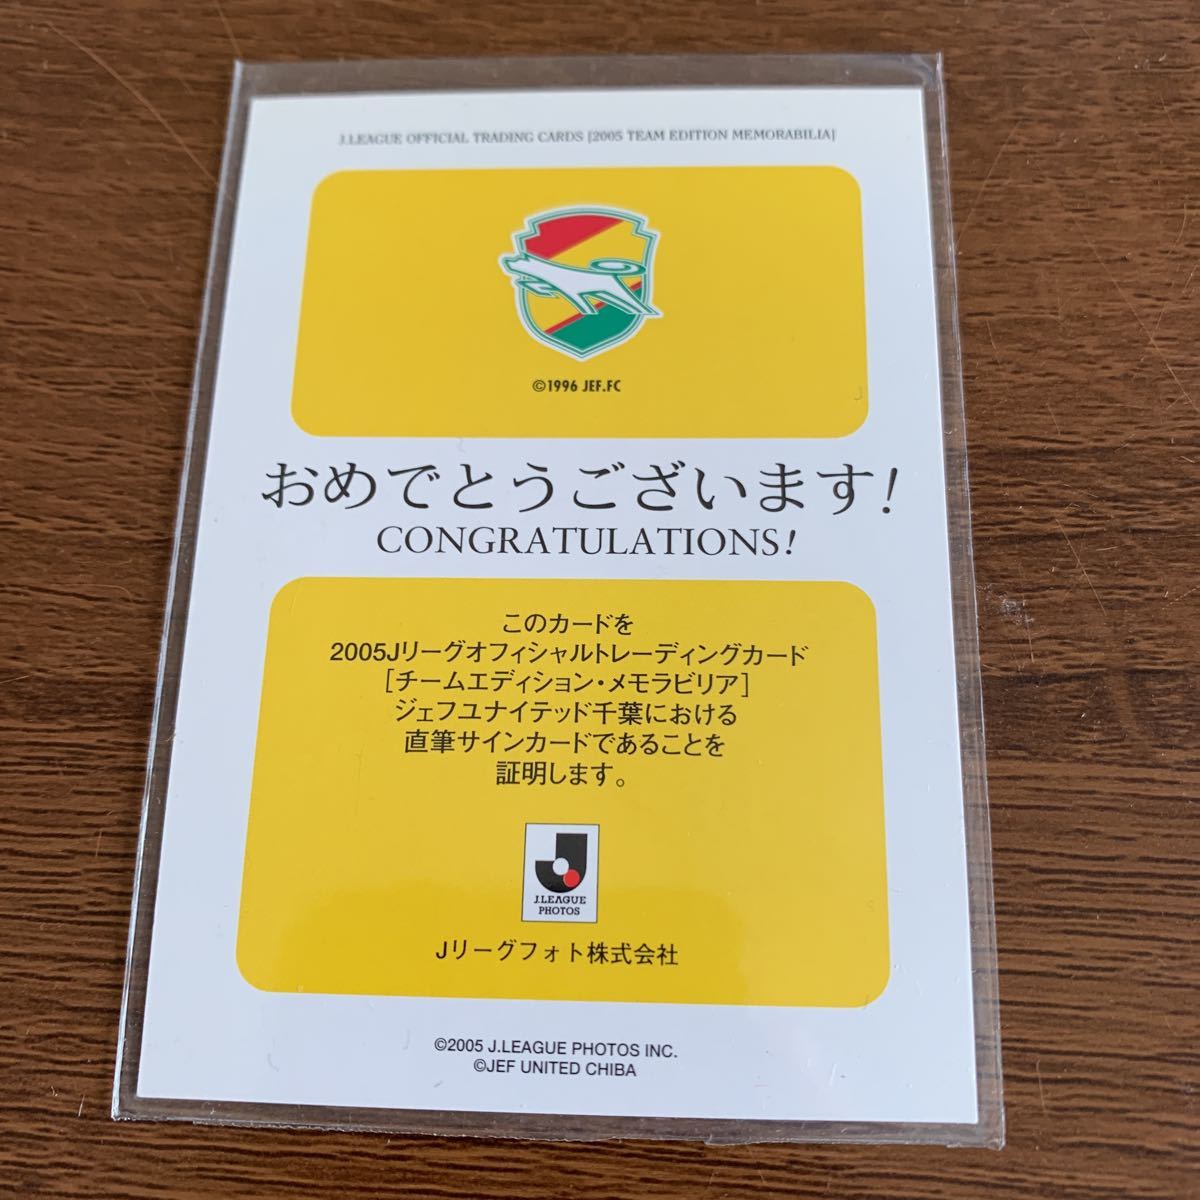 J.LEAGUE OFFICIAL TRADING CARDS [2005 TEAM EDITION MEMORABILIA]
©1996 JEF.FC
おめでとうございます!
CONGRATULATIONS!
このカードを
2005Jリーグオフィシャルトレーディングカード
[チームエディション・メモラビリア]
ジェフユナイテッド千葉における
直筆サインカードであることを
証明します。
J.LEAGUE
PHOTOS
Jリーグフォト株式会社
©2005 J.LEAGUE PHOTOS INC.
©JEF UNITED CHIBA